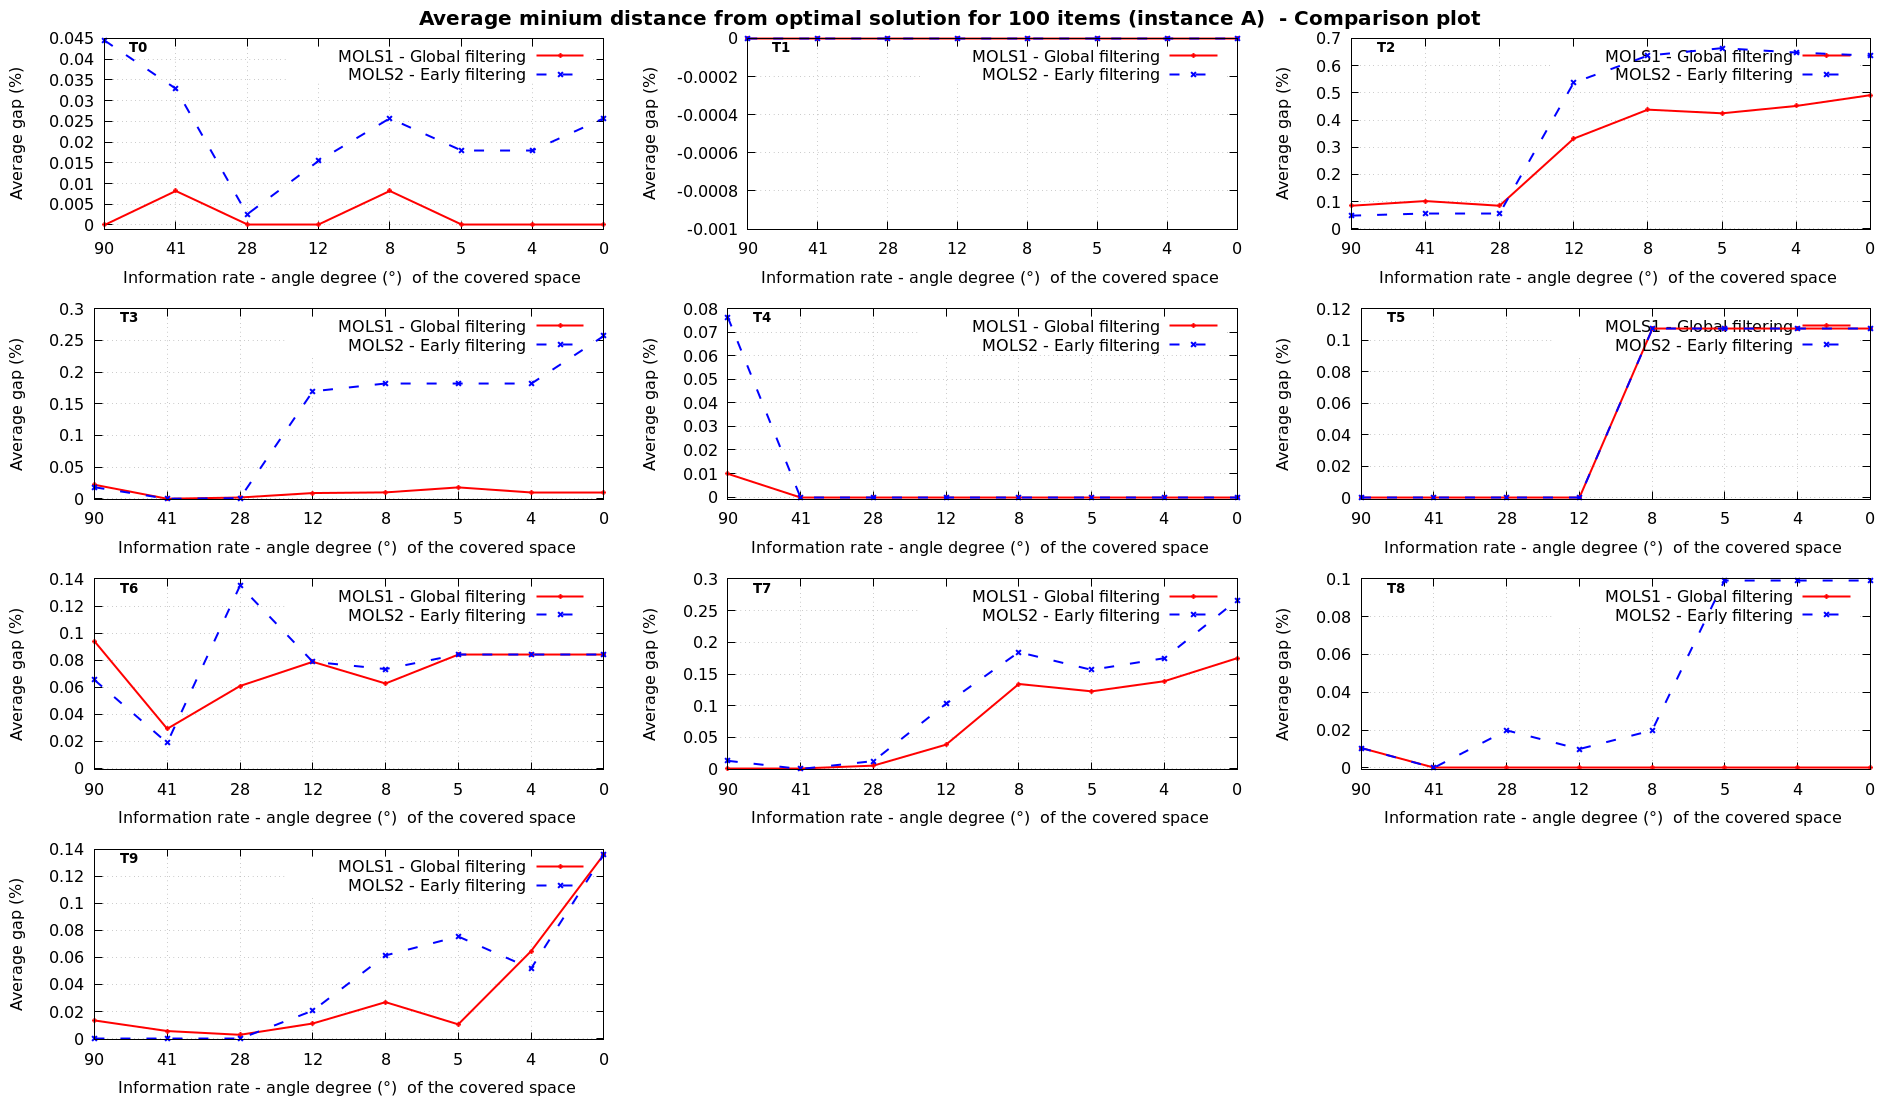 Average minium distance from optimal solution for 100 items (instance A)  - Comparison plot
T0
MOLS1 - Global filtering
MOLS2 - Early filtering
Average gap (%)
0.045
0.04
0.035
0.03
0.025
0.02
0.015
0.01
0.005
0
90 41 28 12 8 5 4 0
Information rate - angle degree (°)  of the covered space
T1
MOLS1 - Global filtering
MOLS2 - Early filtering
Average gap (%)
0
-0.0002
-0.0004
-0.0006
-0.0008
-0.001
90 41 28 12 8 5 4 0
Information rate - angle degree (°)  of the covered space
T2
MOLS1 - Global filtering
MOLS2 - Early filtering
Average gap (%)
0.7
0.6
0.5
0.4
0.3
0.2
0.1
0
90 41 28 12 8 5 4 0
Information rate - angle degree (°)  of the covered space
T3
MOLS1 - Global filtering
MOLS2 - Early filtering
Average gap (%)
0.3
0.25
0.2
0.15
0.1
0.05
0
90 41 28 12 8 5 4 0
Information rate - angle degree (°)  of the covered space
T4
MOLS1 - Global filtering
MOLS2 - Early filtering
Average gap (%)
0.08
0.07
0.06
0.05
0.04
0.03
0.02
0.01
0
90 41 28 12 8 5 4 0
Information rate - angle degree (°)  of the covered space
T5
MOLS1 - Global filtering
MOLS2 - Early filtering
Average gap (%)
0.12
0.1
0.08
0.06
0.04
0.02
0
90 41 28 12 8 5 4 0
Information rate - angle degree (°)  of the covered space
T6
MOLS1 - Global filtering
MOLS2 - Early filtering
Average gap (%)
0.14
0.12
0.1
0.08
0.06
0.04
0.02
0
90 41 28 12 8 5 4 0
Information rate - angle degree (°)  of the covered space
T7
MOLS1 - Global filtering
MOLS2 - Early filtering
Average gap (%)
0.3
0.25
0.2
0.15
0.1
0.05
0
90 41 28 12 8 5 4 0
Information rate - angle degree (°)  of the covered space
T8
MOLS1 - Global filtering
MOLS2 - Early filtering
Average gap (%)
0.1
0.08
0.06
0.04
0.02
0
90 41 28 12 8 5 4 0
Information rate - angle degree (°)  of the covered space
T9
MOLS1 - Global filtering
MOLS2 - Early filtering
Average gap (%)
0.14
0.12
0.1
0.08
0.06
0.04
0.02
0
90 41 28 12 8 5 4 0
Information rate - angle degree (°)  of the covered space